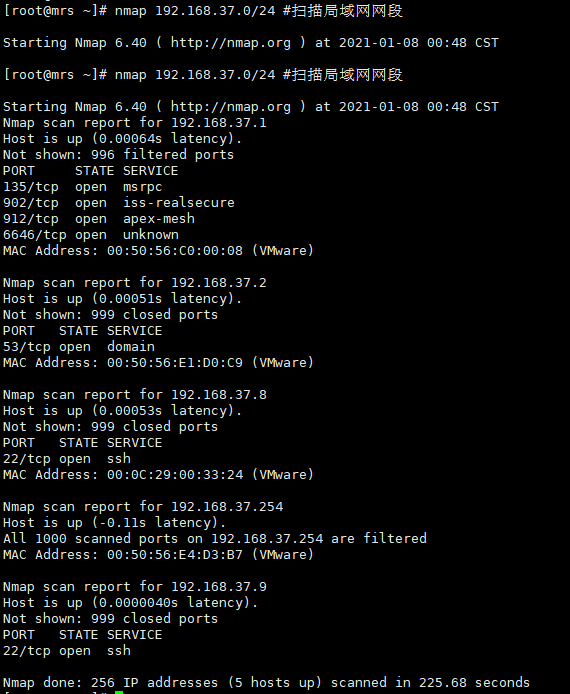 [root@mrs ~]# nmap 192.168.37.0/24 #扫描局域网网段
Starting Nmap 6.40 ( http://nmap.org ) at 2021-01-08 00:48 CST
[root@mrs ~]# nmap 192.168.37.0/24 #扫描局域网网段
Starting Nmap 6.40 ( http://nmap.org ) at 2021-01-08 00:48 CST
Nmap scan report for 192.168.37.1
Host is up (0.00064s latency).
Not shown: 996 filtered ports
PORT     STATE SERVICE
135/tcp  open  msrpc
902/tcp  open  iss-realsecure
912/tcp  open  apex-mesh
6646/tcp open  unknown
MAC Address: 00:50:56:C0:00:08 (VMware)
Nmap scan report for 192.168.37.2
Host is up (0.00051s latency).
Not shown: 999 closed ports
PORT   STATE SERVICE
53/tcp open  domain
MAC Address: 00:50:56:E1:D0:C9 (VMware)
Nmap scan report for 192.168.37.8
Host is up (0.00053s latency).
Not shown: 999 closed ports
PORT   STATE SERVICE
22/tcp open  ssh
MAC Address: 00:0C:29:00:33:24 (VMware)
Nmap scan report for 192.168.37.254
Host is up (-0.11s latency).
All 1000 scanned ports on 192.168.37.254 are filtered
MAC Address: 00:50:56:E4:D3:B7 (VMware)
Nmap scan report for 192.168.37.9
Host is up (0.0000040s latency).
Not shown: 999 closed ports
PORT   STATE SERVICE
22/tcp open  ssh
Nmap done: 256 IP addresses (5 hosts up) scanned in 225.68 seconds